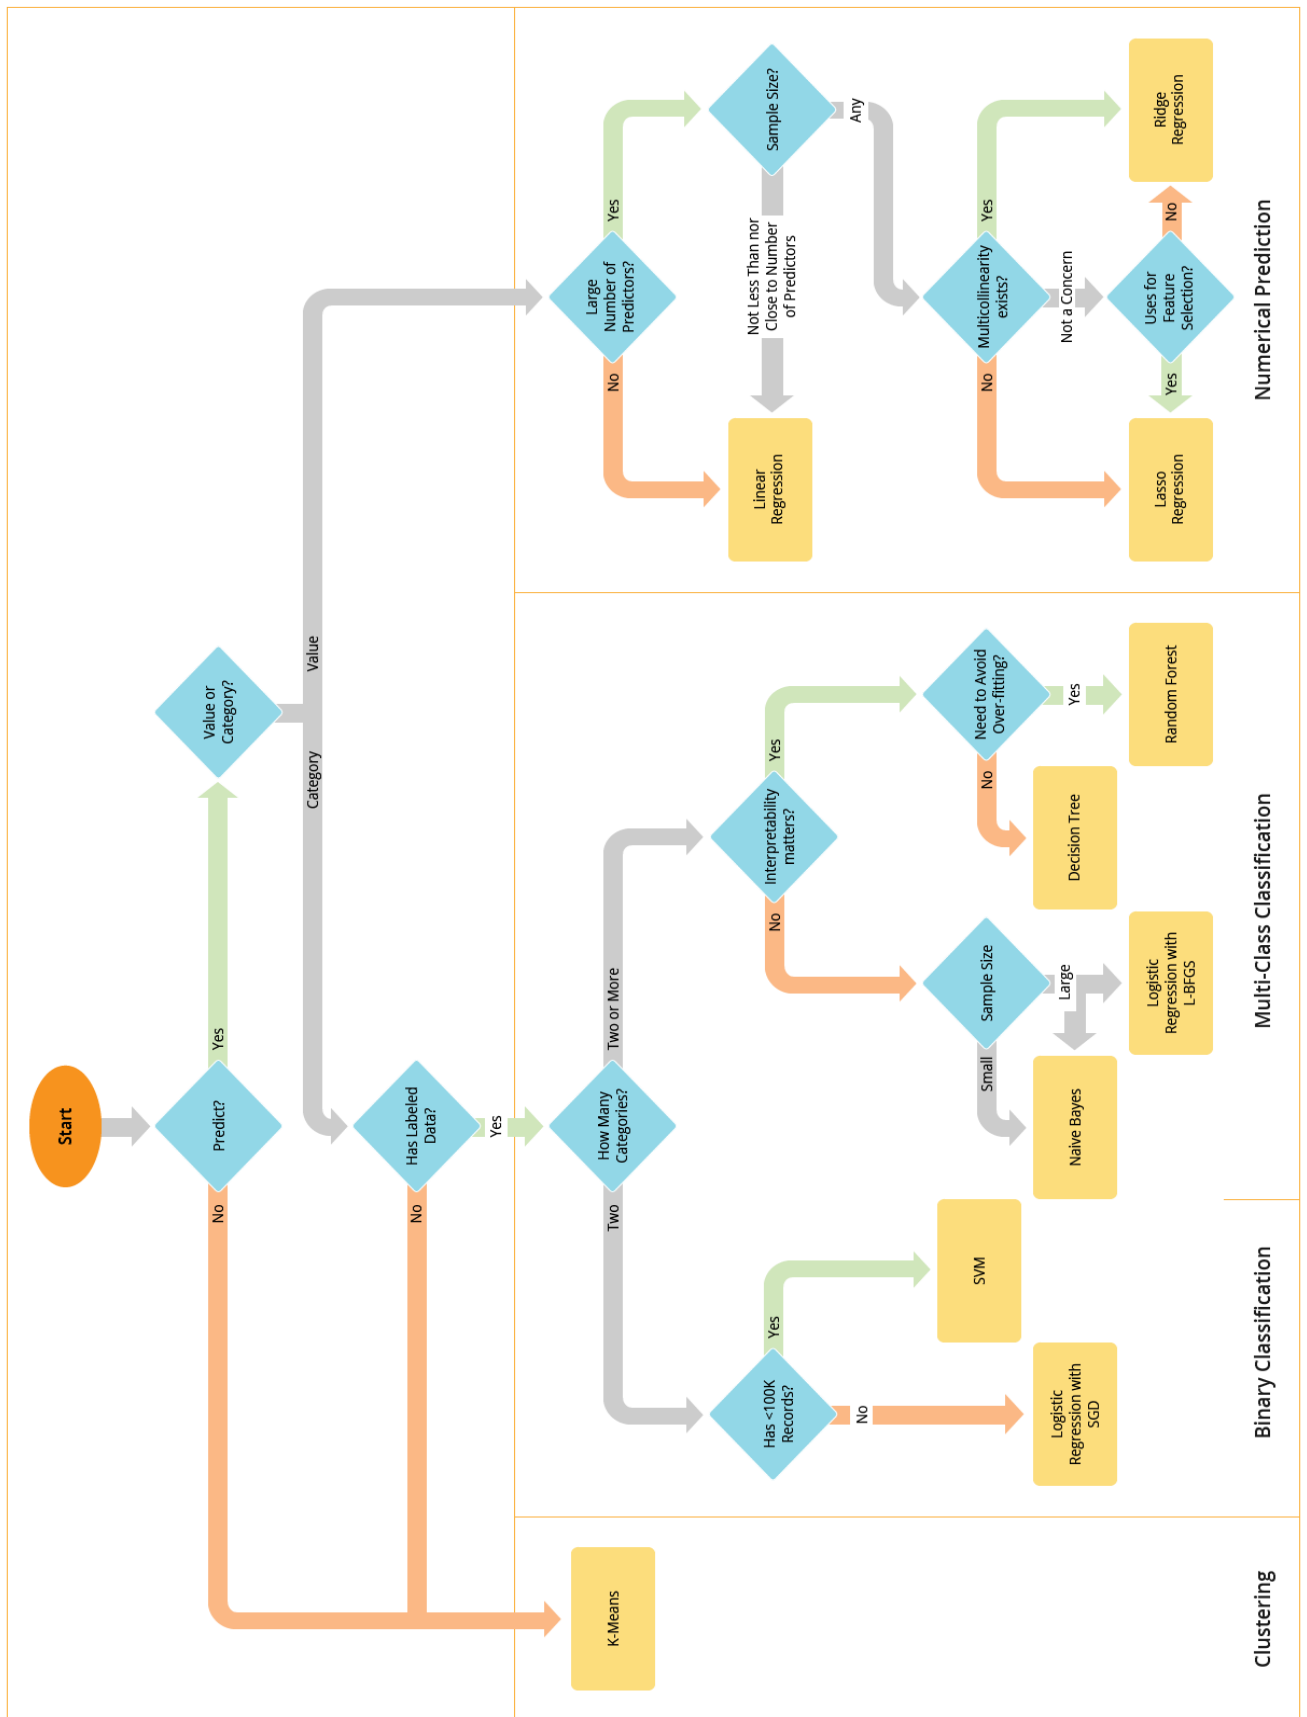 Start
Predict?
No
Yes
Value or
Category?
Category
Value
Has Labeled
Data?
No
Yes
How Many
Categories?
Two
Two or More
Large
Number of
Predictors?
No
Yes
K-Means
Has <100K
Records?
Yes
No
Interpretability
matters?
No
Yes
Linear
Regression
Not Less Than nor
Close to Number
of Predictors
Sample Size?
Any
SVM
Logistic
Regression with
SGD
Sample Size
Small
Large
Need to Avoid
Over-fitting?
No
Yes
Multicollinearity
exists?
No
Yes
Not a Concern
Naive Bayes
Logistic
Regression with
L-BFGS
Decision Tree
Random Forest
Lasso
Regression
Yes
Uses for
Feature
Selection?
No
Ridge
Regression
Clustering
Binary Classification
Multi-Class Classification
Numerical Prediction